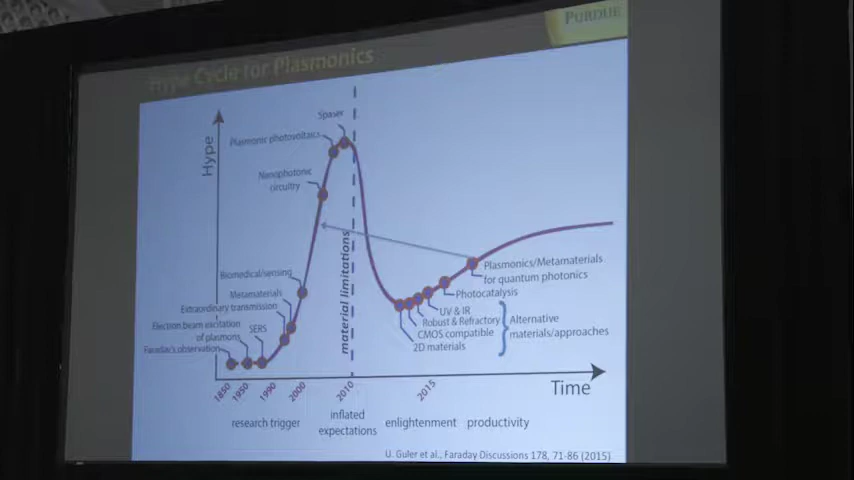 PURDUE
Hype Cycle for Plasmonics
Hype
Spaser
Plasmonic photovoltaics
Nanophotonic
circuitry
Biomedical/sensing
Metamaterials
Extraordinary transmission
Electron beam excitation
of plasmons
SERS
Faraday's observation
material limitations
Plasmonics/Metamaterials
for quantum photonics
Photocatalysis
UV & IR
Robust & Refractory
CMOS compatible
2D materials
Alternative
materials/approaches
1850
1950
1990
2000
2010
2015
Time
research trigger
inflated
expectations
enlightenment
productivity
U. Guler et al., Faraday Discussions 178, 71-86 (2015)